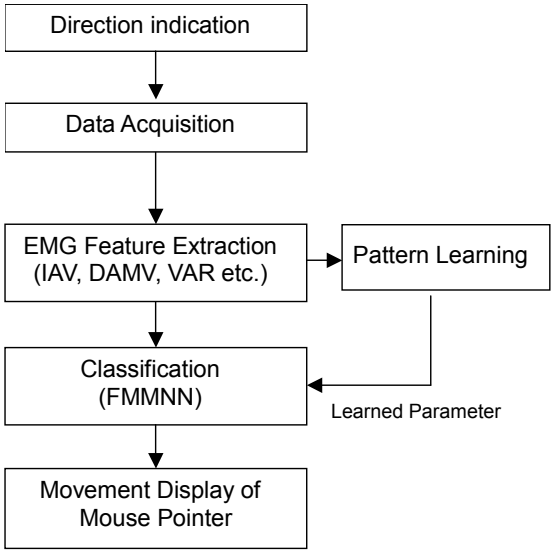 Direction indication
Data Acquisition
EMG Feature Extraction
(IAV, DAMV, VAR etc.)
Pattern Learning
Classification
(FMMNN)
Learned Parameter
Movement Display of
Mouse Pointer